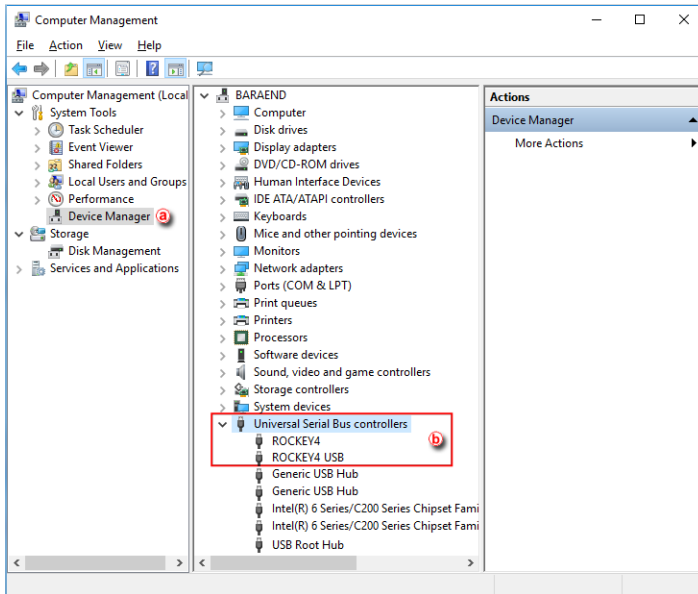 Computer Management
File Action View Help
Computer Management (Local
System Tools
Task Scheduler
Event Viewer
Shared Folders
Local Users and Groups
Performance
Device Manager a
Storage
Disk Management
Services and Applications
BARAEND
Computer
Disk drives
Display adapters
DVD/CD-ROM drives
Human Interface Devices
IDE ATA/ATAPI controllers
Keyboards
Mice and other pointing devices
Monitors
Network adapters
Ports (COM & LPT)
Print queues
Printers
Processors
Software devices
Sound, video and game controllers
Storage controllers
System devices
Universal Serial Bus controllers
b
ROCKEY4
ROCKEY4 USB
Generic USB Hub
Generic USB Hub
Intel(R) 6 Series/C200 Series Chipset Fami
Intel(R) 6 Series/C200 Series Chipset Fami
USB Root Hub
Actions
Device Manager
More Actions